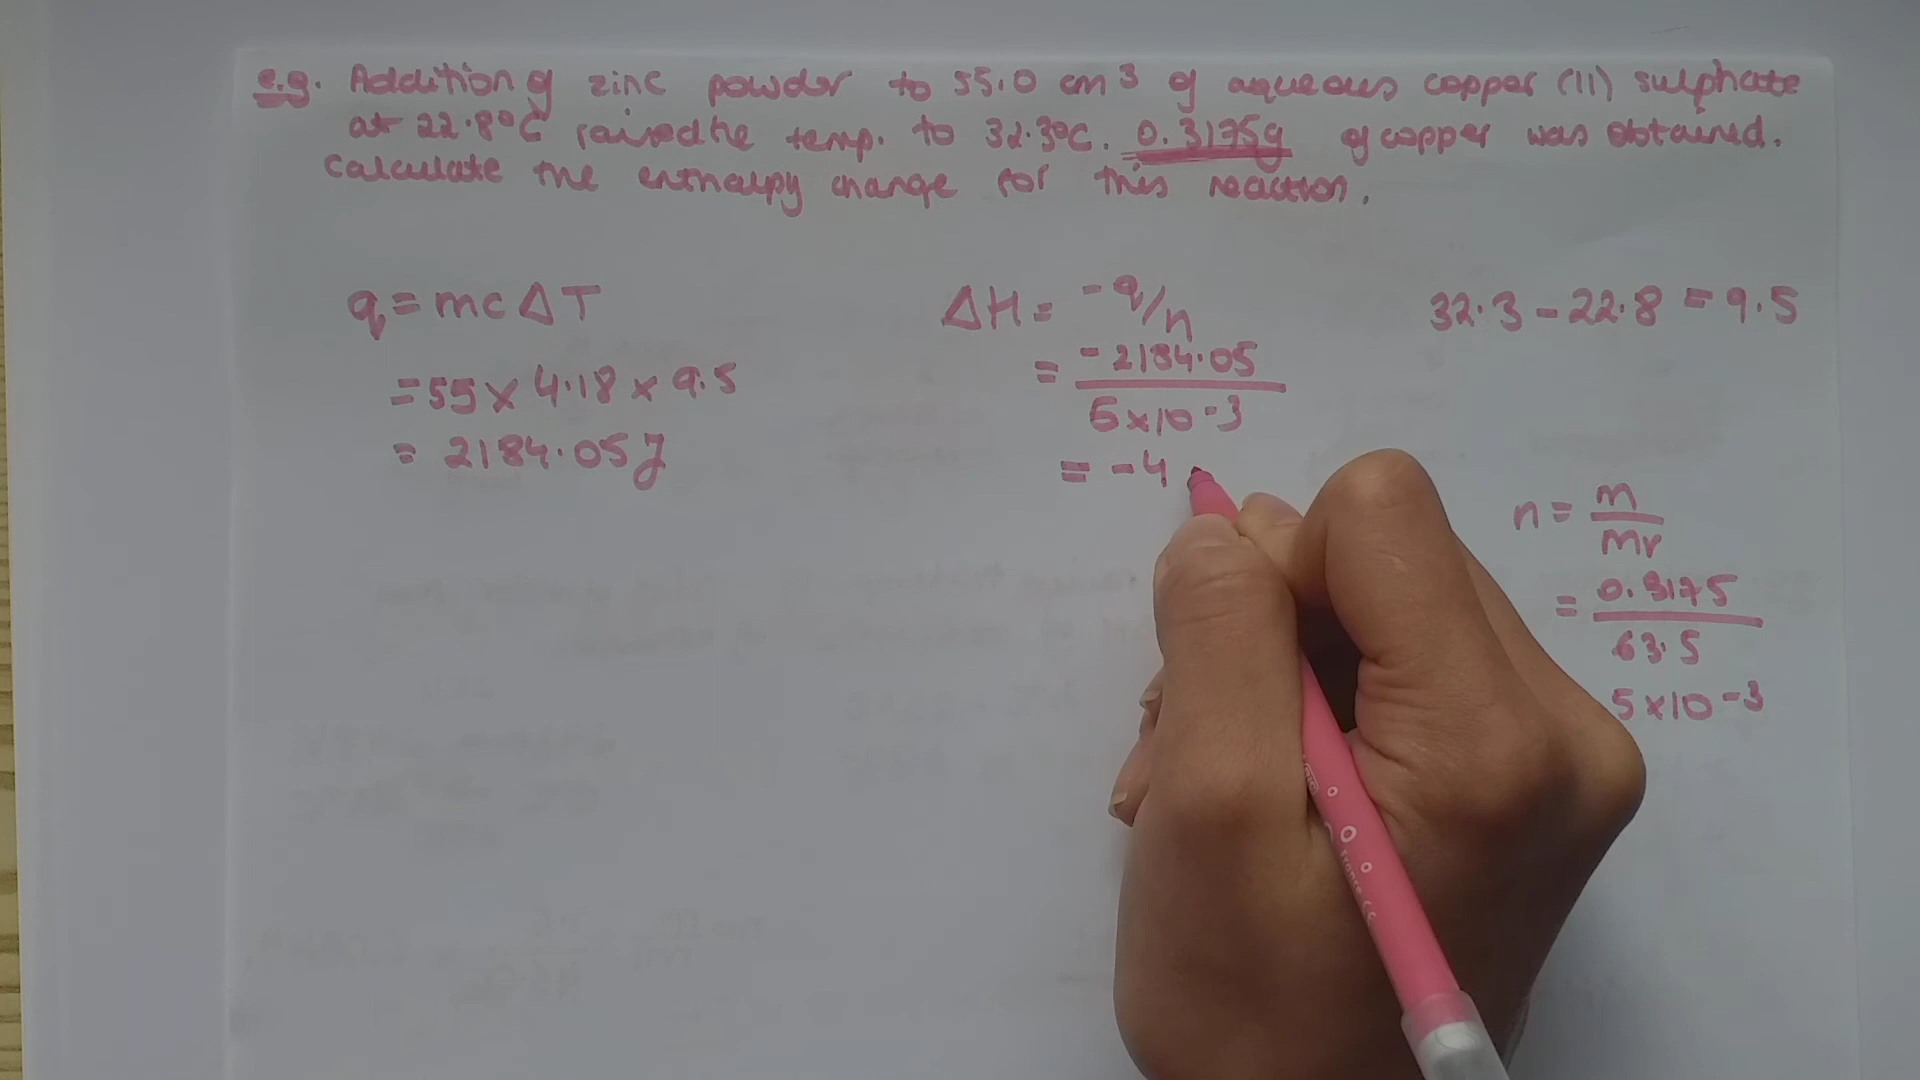 e.g. Addition of zinc powder to 55.0 cm3 of aqueous copper (II) sulphate
at 22.8°C raised the temp. to 32.3°C. 0.3175g of copper was obtained.
calculate the enthalpy change for this reaction.
q = mc ΔT
= 55 x 4.18 x 9.5
= 2184.05J
ΔH = -q/n
= -2184.05
5x10-3
= -4
32.3 - 22.8 = 9.5
n = m
Mr
= 0.3175
63.5
5x10-3